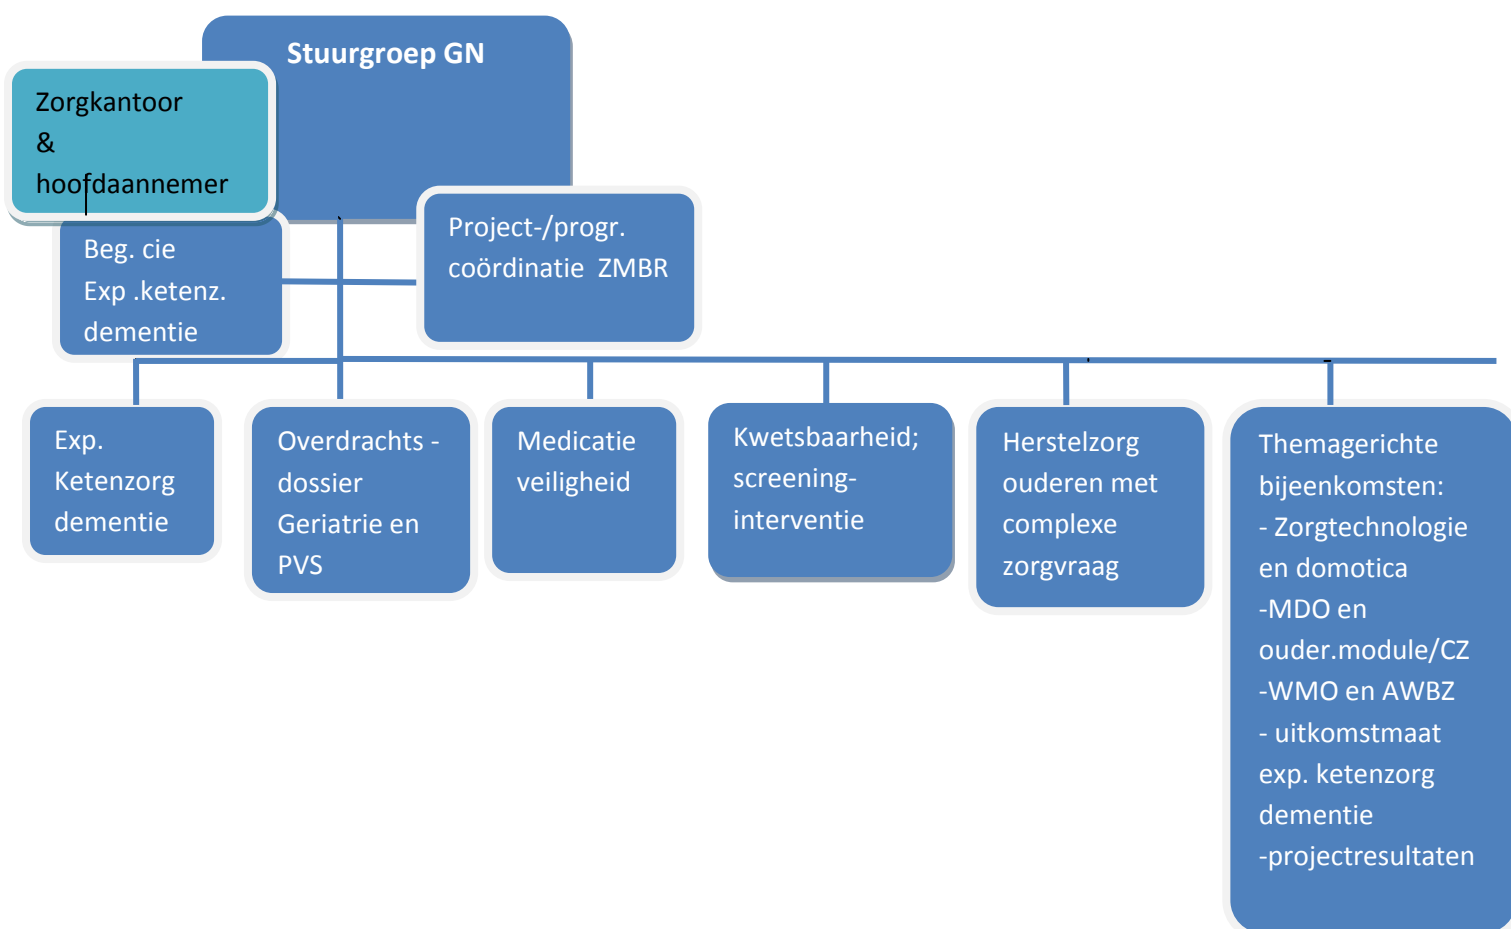 Stuurgroep GN
Zorgkantoor
&
hoofdaannemer
Beg. cie
Exp .ketenz.
dementie
Project-/progr.
coördinatie ZMBR
Exp.
Ketenzorg
dementie
Overdrachts -
dossier
Geriatrie en
PVS
Medicatie
veiligheid
Kwetsbaarheid;
screening-
interventie
Herstelzorg
ouderen met
complexe
zorgvraag
Themagerichte
bijeenkomsten:
- Zorgtechnologie
en domotica
-MDO en
ouder.module/CZ
-WMO en AWBZ
- uitkomstmaat
exp. ketenzorg
dementie
-projectresultaten